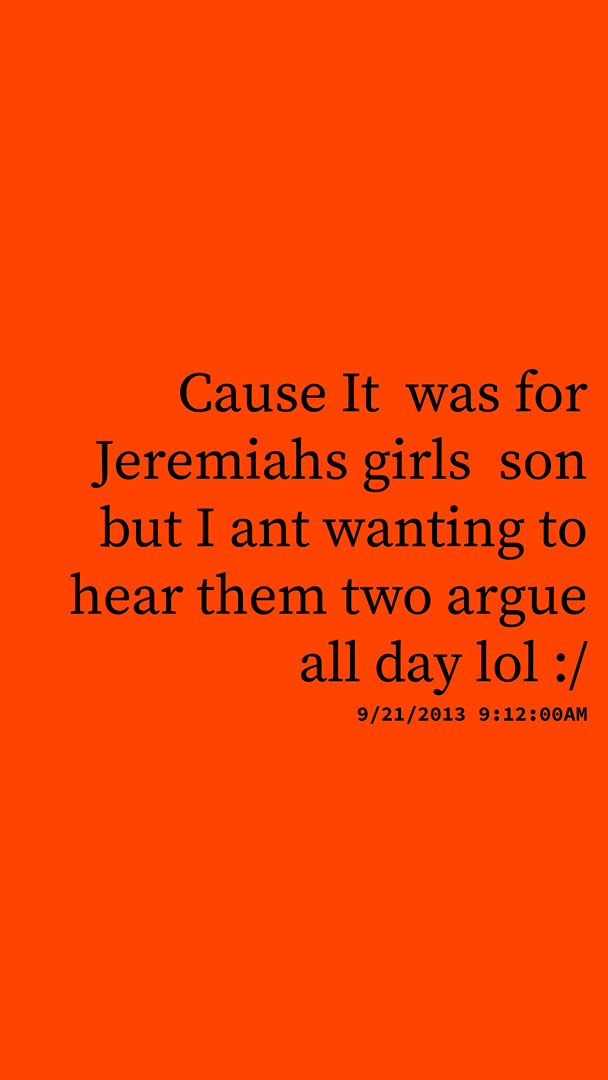 Cause It  was for
Jeremiahs girls  son
but I ant wanting to
hear them two argue
all day lol :/
9/21/2013 9:12:00AM